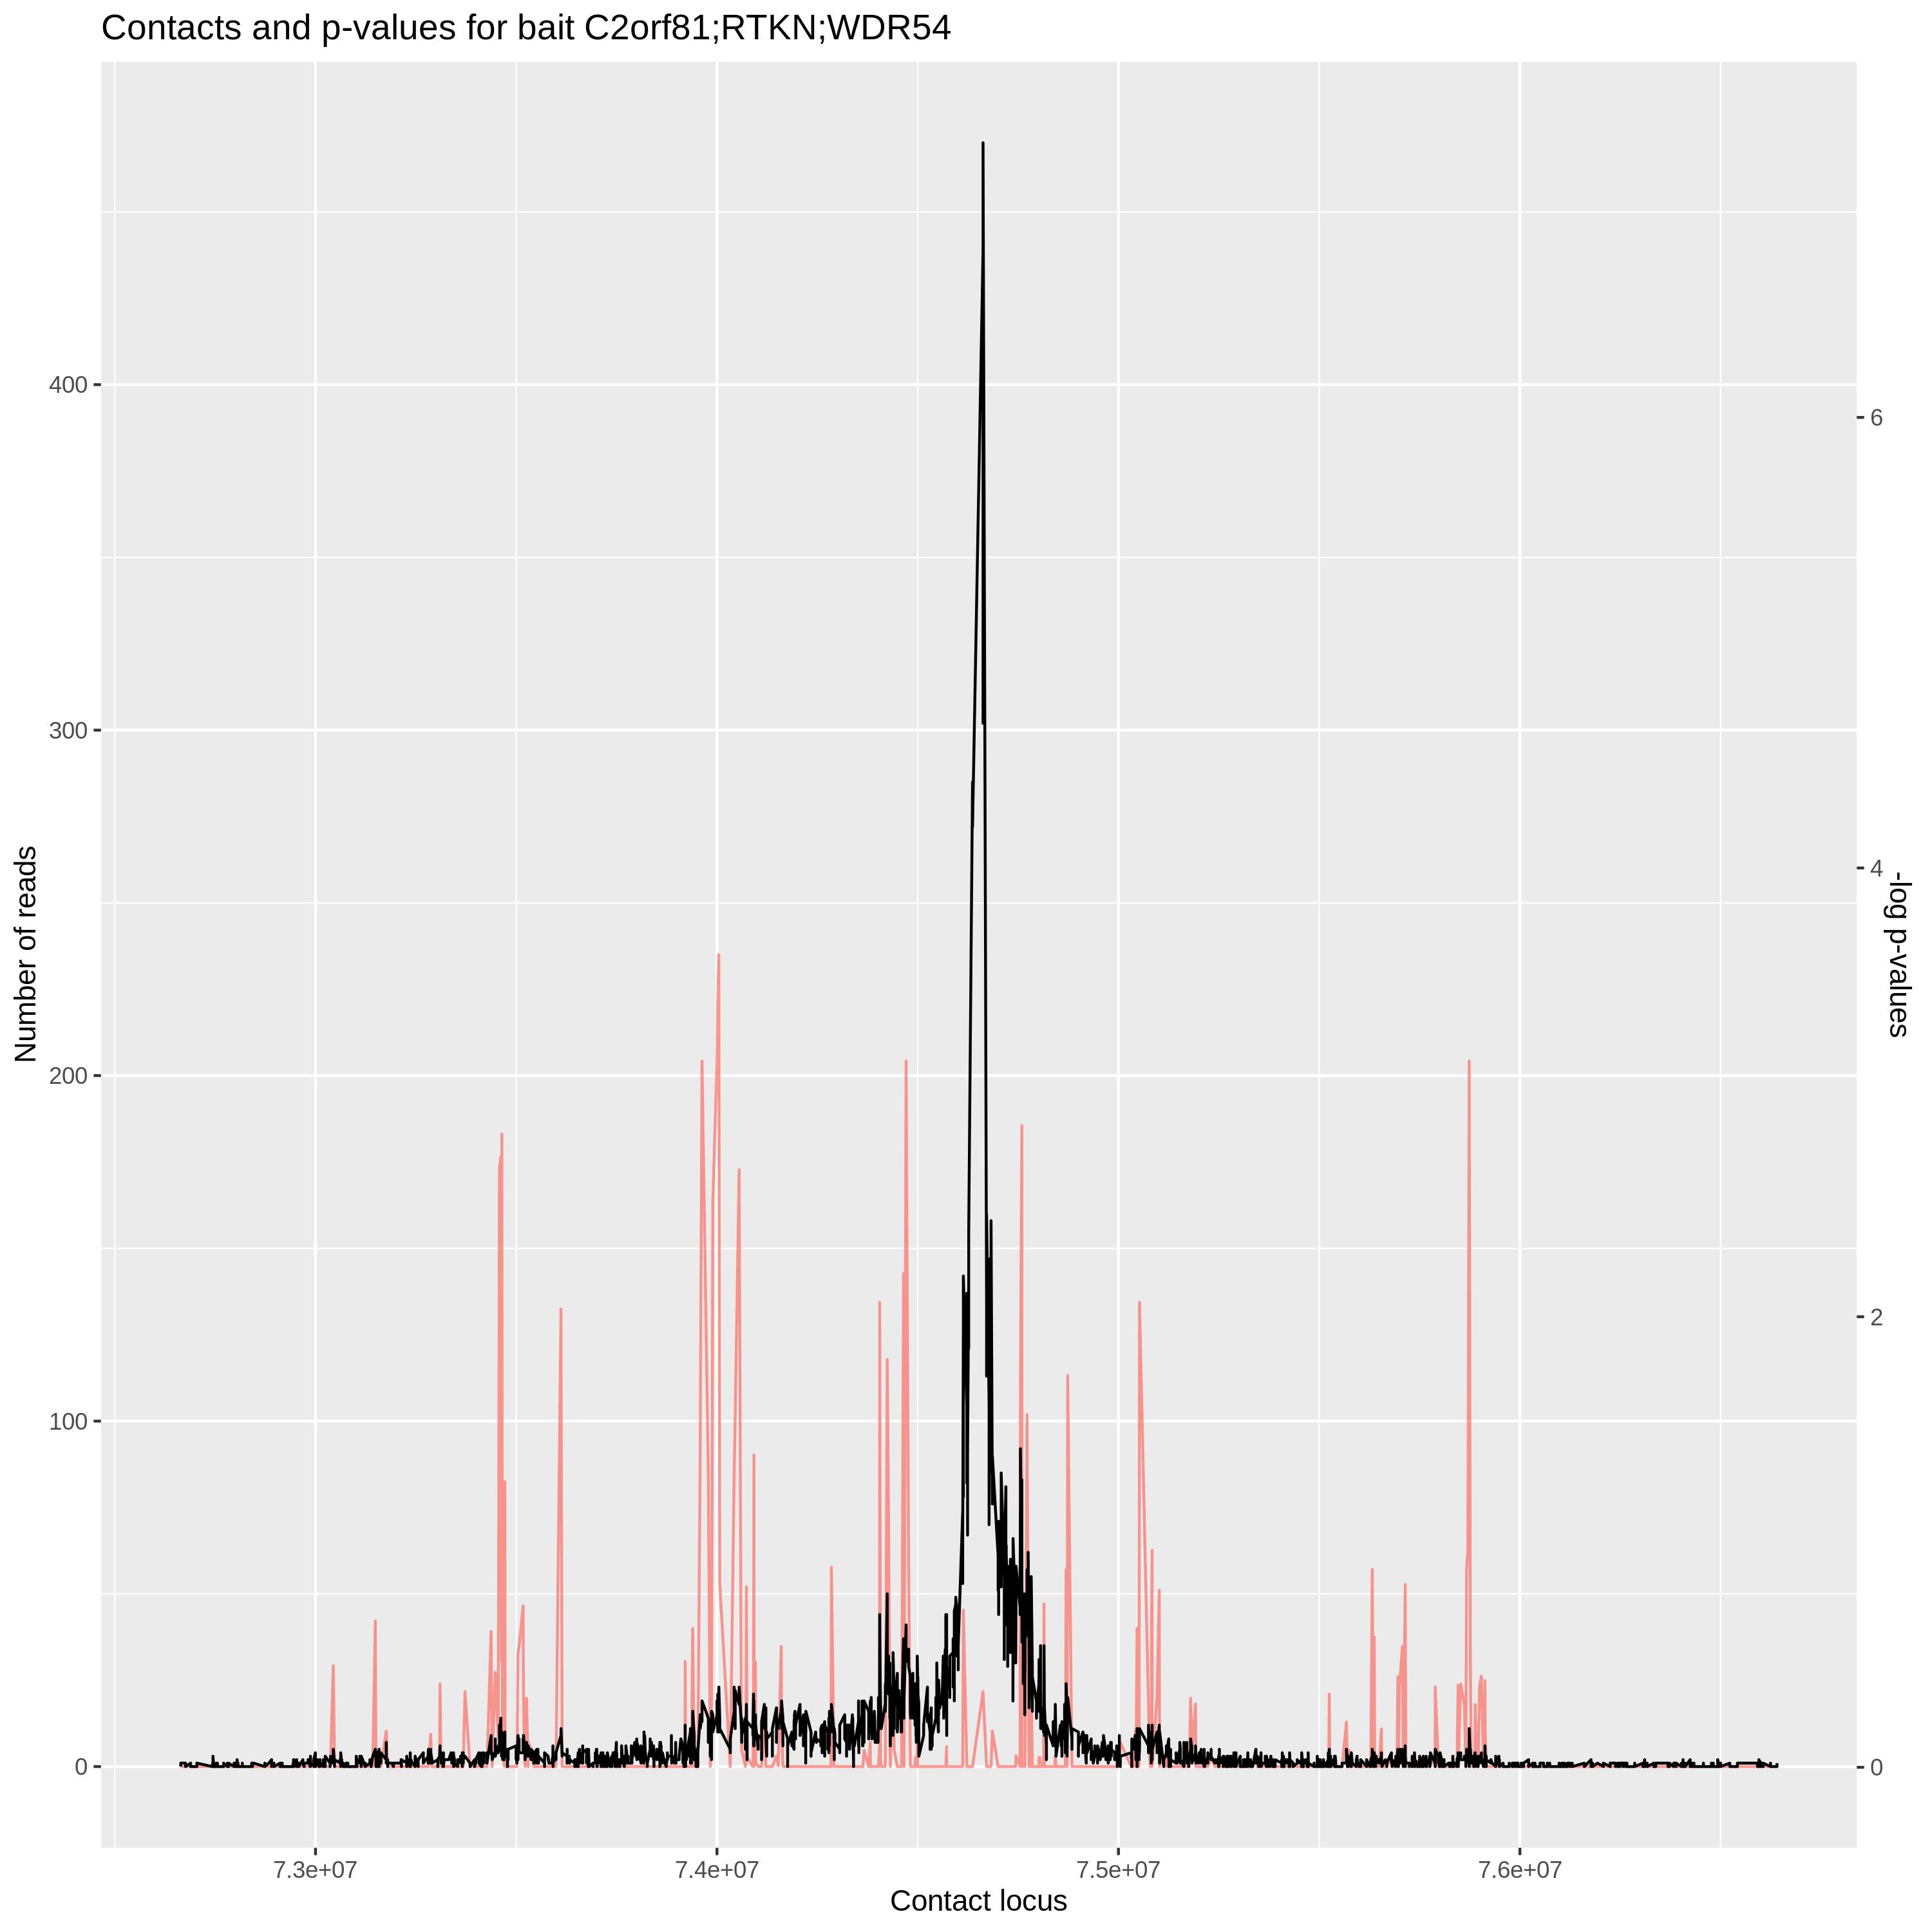 Contacts and p-values for bait C2orf81;RTKN;WDR54
Number of reads
400
300
200
100
0
6
4
2
0
-log p-values
7.3e+07 7.4e+07 7.5e+07 7.6e+07
Contact locus